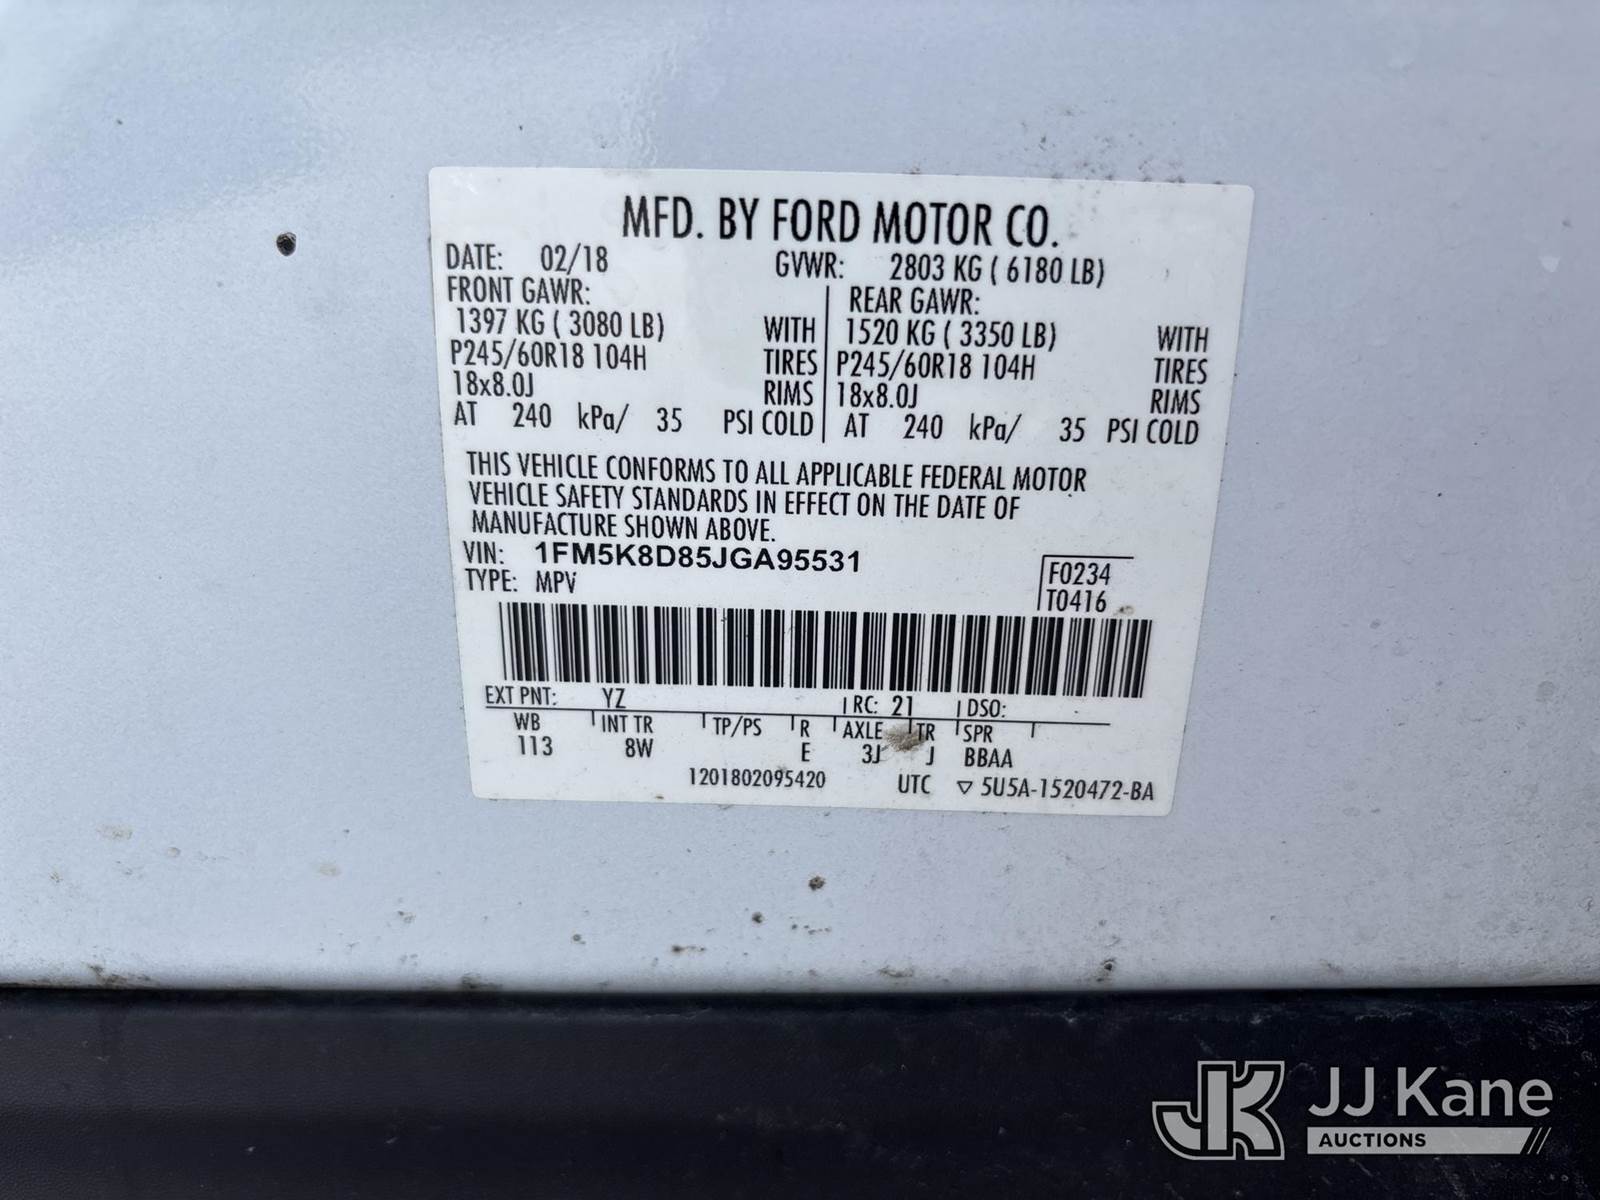 MFD. BY FORD MOTOR CO.
DATE: 02/18 GVWR: 2803 KG ( 6180 LB)
FRONT GAWR: REAR GAWR:
1397 KG ( 3080 LB) WITH 1520 KG ( 3350 LB) WITH
P245/60R18 104H TIRES P245/60R18 104H TIRES
18x8.0J RIMS 18x8.0J RIMS
AT 240 kPa/ 35 PSI COLD AT 240 kPa/ 35 PSI COLD
THIS VEHICLE CONFORMS TO ALL APPLICABLE FEDERAL MOTOR
VEHICLE SAFETY STANDARDS IN EFFECT ON THE DATE OF
MANUFACTURE SHOWN ABOVE.
VIN: 1FM5K8D85JGA95531
TYPE: MPV
F0234
T0416
EXT PNT: YZ RC: 21 DSO:
WB INT TR TP/PS R AXLE TR SPR
113 8W E 3J J BBAA
1201802095420 UTC ▽ 5U5A-1520472-BA
JK JJ Kane
AUCTIONS